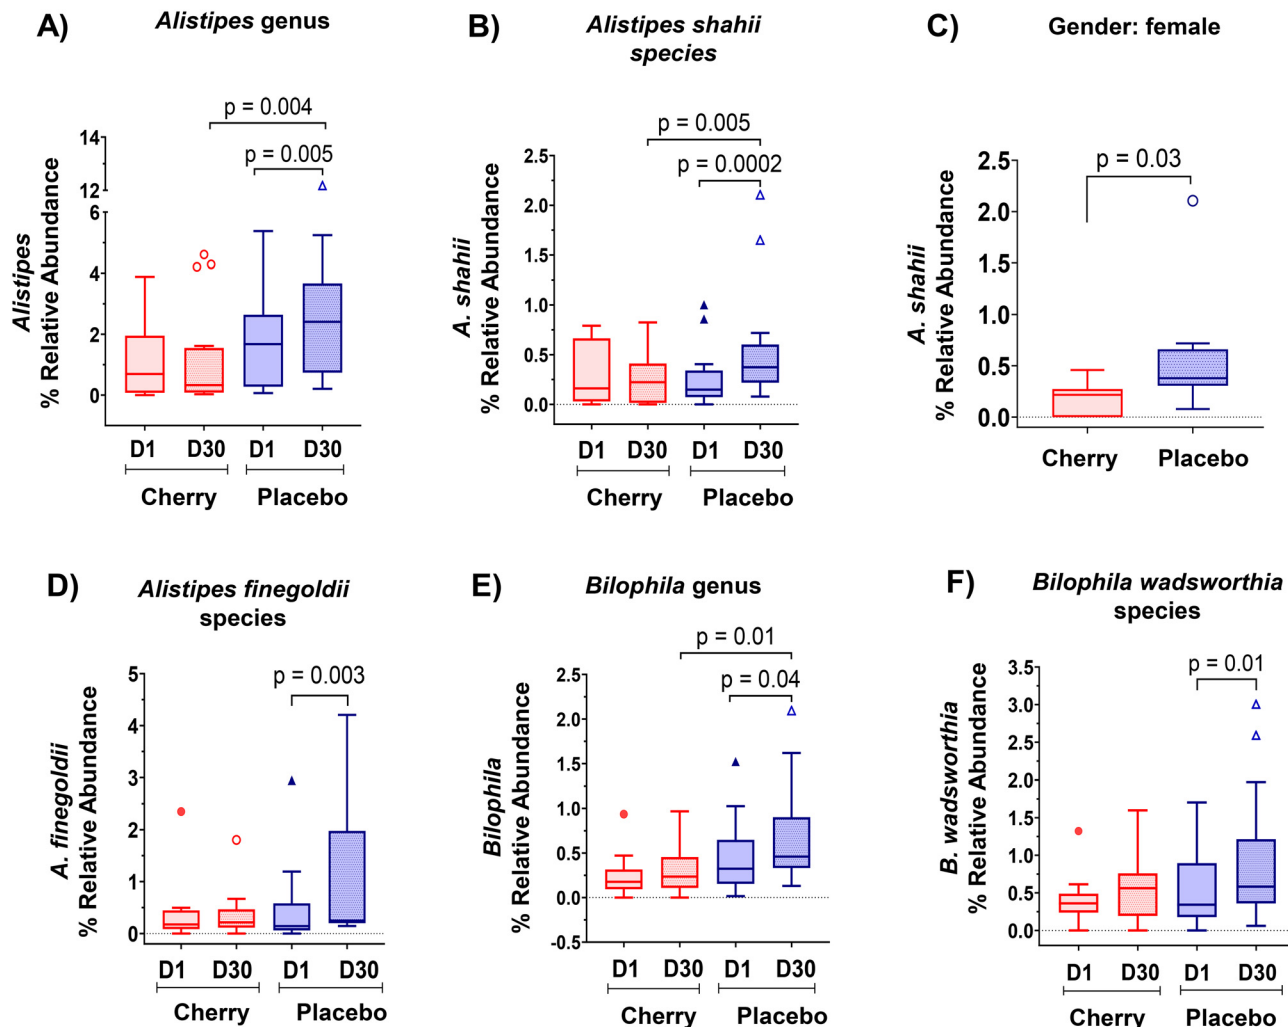 A)
Alistipes genus
p = 0.004
p = 0.005
Alistipes
% Relative Abundance
14
12
6
4
2
0
D1 D30 D1 D30
Cherry Placebo
B)
Alistipes shahii
species
p = 0.005
p = 0.0002
A. shahii
% Relative Abundance
2.5
2.0
1.5
1.0
0.5
0.0
D1 D30 D1 D30
Cherry Placebo
C)
Gender: female
p = 0.03
A. shahii
% Relative Abundance
2.5
2.0
1.5
1.0
0.5
0.0
Cherry Placebo
D)
Alistipes finegoldii
species
p = 0.003
A. finegoldii
% Relative Abundance
5
4
3
2
1
0
D1 D30 D1 D30
Cherry Placebo
E)
Bilophila genus
p = 0.01
p = 0.04
Bilophila
% Relative Abundance
2.5
2.0
1.5
1.0
0.5
0.0
-0.5
D1 D30 D1 D30
Cherry Placebo
F)
Bilophila wadsworthia
species
p = 0.01
B. wadsworthia
% Relative Abundance
3.5
3.0
2.5
2.0
1.5
1.0
0.5
0.0
D1 D30 D1 D30
Cherry Placebo